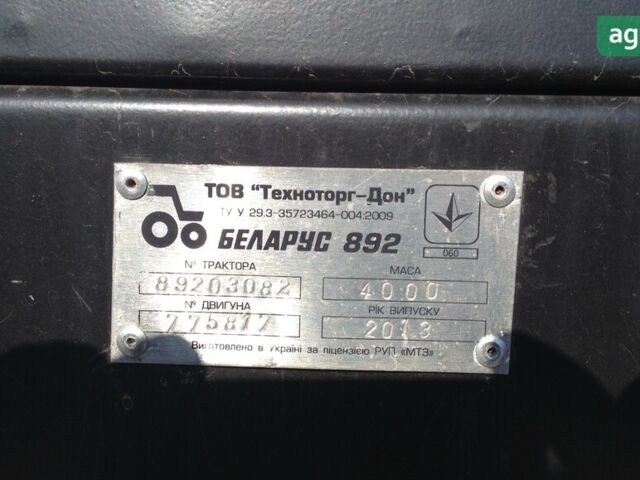 ag
ТОВ "Техноторг-Дон"
ТУ У 29.3-35723464-004:2009
БЕЛАРУС 892
060
№ ТРАКТОРА МАСА
89203082 4000
№ ДВИГУНА РІК ВИПУСКУ
775817 2013
Виготовлено в Україні за ліцензією РУП «МТЗ»